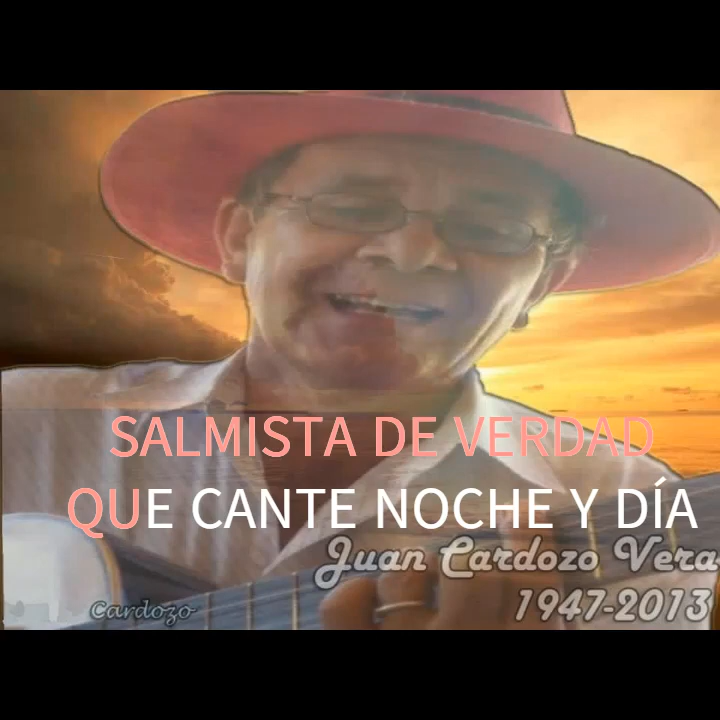 SALMISTA DE VERDAD
QUE CANTE NOCHE Y DÍA
Juan Cardozo Vera
1947-2013
Cardozo